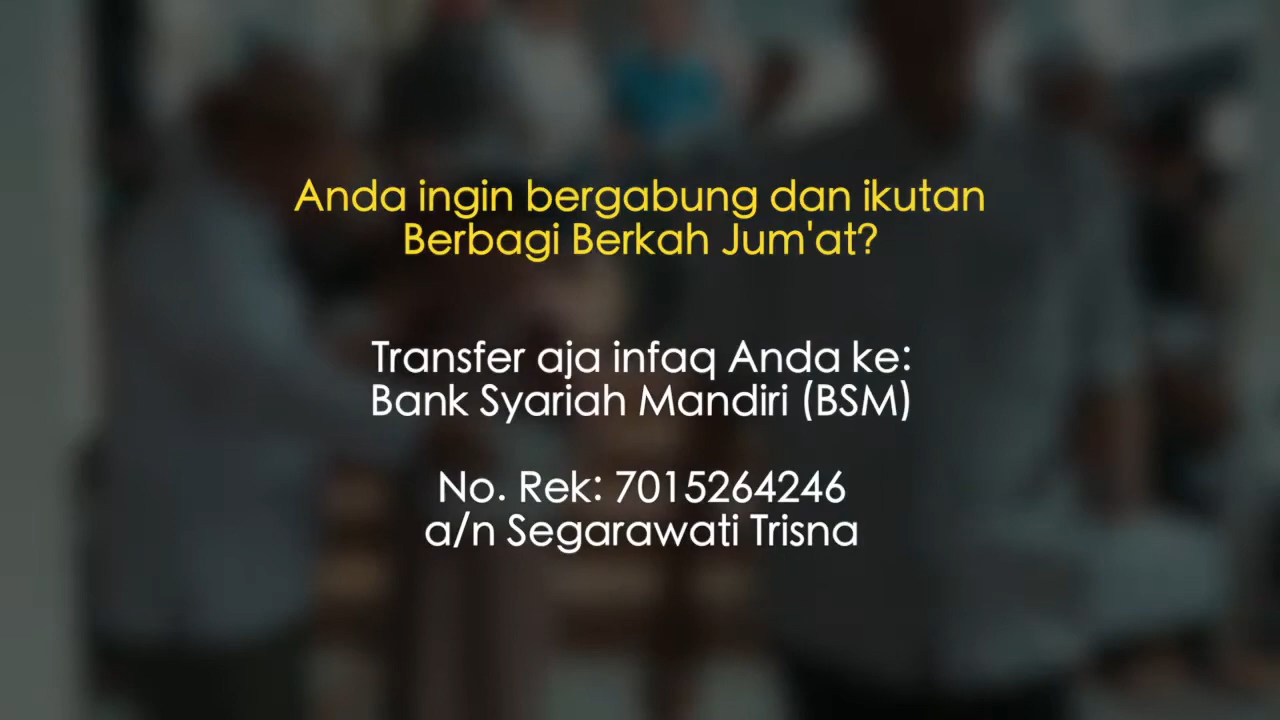 Anda ingin bergabung dan ikutan
Berbagi Berkah Jum'at?
Transfer aja infaq Anda ke:
Bank Syariah Mandiri (BSM)
No. Rek: 7015264246
a/n Segarawati Trisna